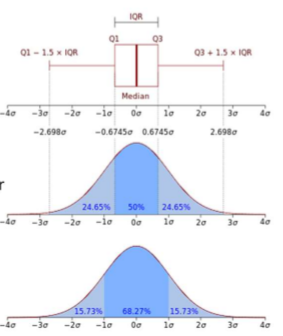 IQR
Q1 Q3
Q1 − 1.5 × IQR Q3 + 1.5 × IQR
Median
−4σ −3σ −2σ −1σ 0σ 1σ 2σ 3σ 4σ
−2.698σ −0.6745σ 0.6745σ 2.698σ
r
24.65% 50% 24.65%
−4σ −3σ −2σ −1σ 0σ 1σ 2σ 3σ 4σ
15.73% 68.27% 15.73%
−4σ −3σ −2σ −1σ 0σ 1σ 2σ 3σ 4σ